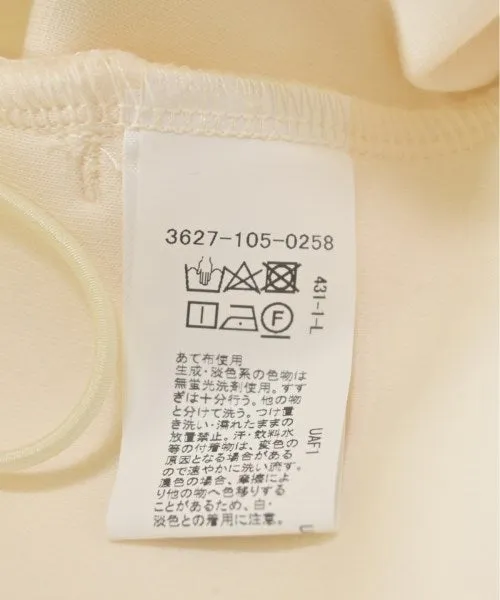 3627-105-0258
431-1-L
F
あて布使用
生成・淡色系の色物は
無蛍光洗剤使用。すす
ぎは十分行う。他の物
と分けて洗う。つけ置
き洗い・濡れたままの
放置禁止。汗・飲料水
等の付着物は、変色の
原因となる場合がある
ので速やかに洗い流す。
濃色の場合、摩擦によ
り他の物へ色移りする
ことがあるため、白・
淡色との着用に注意。
UAF1